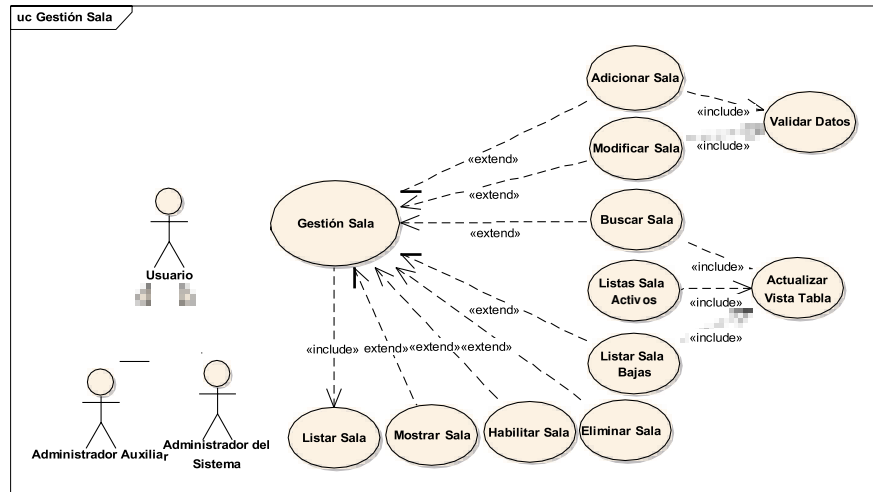 uc Gestión Sala
Adicionar Sala
«include»
Validar Datos
Modificar Sala
«include»
«extend»
«extend»
Gestión Sala
Buscar Sala
«extend»
Usuario
«include»
Listas Sala
Activos
«include»
Actualizar
Vista Tabla
«extend»
«include»
Listar Sala
Bajas
«include»
extend»
«extend»
«extend»
Listar Sala
Mostrar Sala
Habilitar Sala
Eliminar Sala
Administrador Auxiliar
Administrador del
Sistema